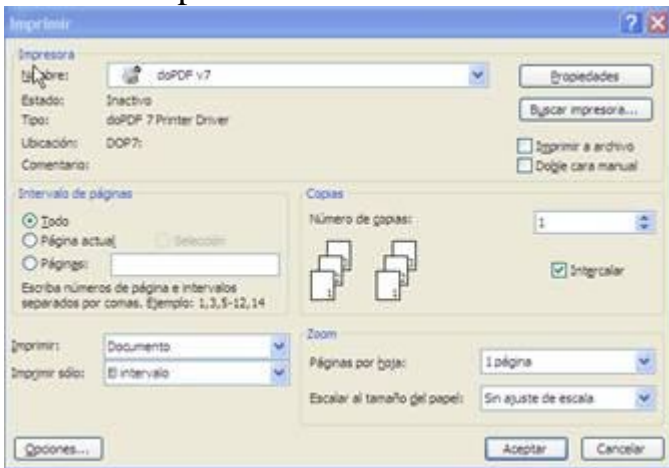 Imprimir
Impresora
Nombre: doPDF v7 Propiedades
Estado: Inactivo Buscar impresora...
Tipo: doPDF 7 Printer Driver
Ubicación: DOP7: Imprimir a archivo
Comentario: Doble cara manual
Intervalo de páginas Copias
Todo Número de copias: 1
Página actual Selección
Páginas: Intercalar
Escriba números de página e intervalos
separados por comas. Ejemplo: 1,3,5-12,14
Imprimir: Documento Zoom
Imprimir sólo: El intervalo Páginas por hoja: 1 página
Escalar al tamaño del papel: Sin ajuste de escala
Opciones... Aceptar Cancelar